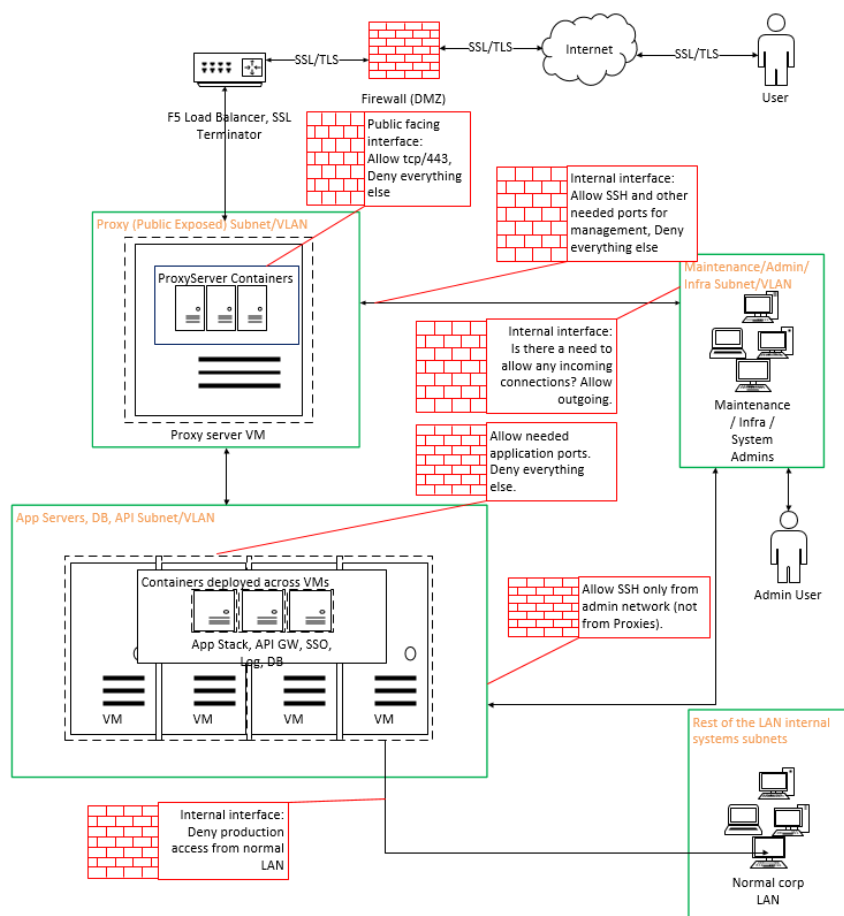 SSL/TLS
SSL/TLS
Internet
SSL/TLS
User
Firewall (DMZ)
F5 Load Balancer, SSL
Terminator
Public facing
interface:
Allow tcp/443,
Deny everything
else
Internal interface:
Allow SSH and other
needed ports for
management, Deny
everything else
Proxy (Public Exposed) Subnet/VLAN
ProxyServer Containers
Proxy server VM
Maintenance/Admin/
Infra Subnet/VLAN
Maintenance
/ Infra /
System
Admins
Internal interface:
Is there a need to
allow any incoming
connections? Allow
outgoing.
Allow needed
application ports.
Deny everything
else.
App Servers, DB, API Subnet/VLAN
Containers deployed across VMs
App Stack, API GW, SSO,
Log, DB
VM
VM
VM
VM
Allow SSH only from
admin network (not
from Proxies).
Admin User
Rest of the LAN internal
systems subnets
Normal corp
LAN
Internal interface:
Deny production
access from normal
LAN